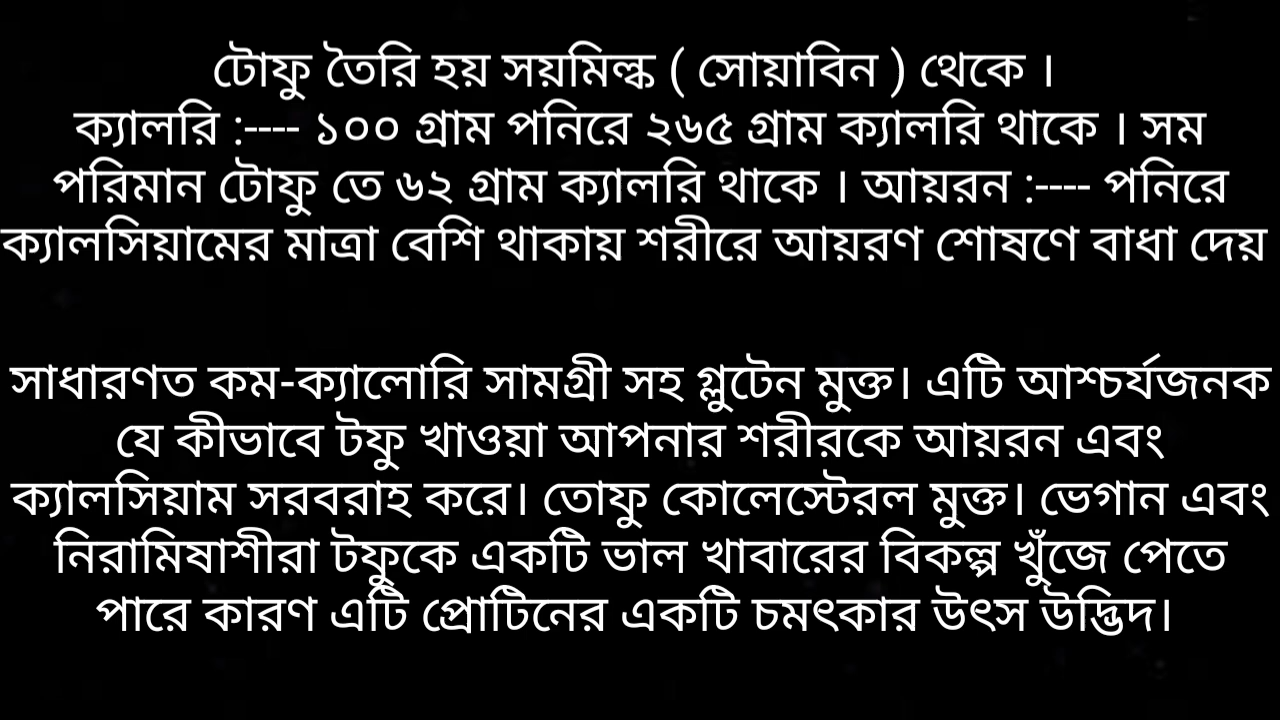 টোফু তৈরি হয় সয়মিল্ক ( সোয়াবিন ) থেকে ।
ক্যালরি :---- ১০০ গ্রাম পনিরে ২৬৫ গ্রাম ক্যালরি থাকে । সম
পরিমান টোফু তে ৬২ গ্রাম ক্যালরি থাকে । আয়রন :---- পনিরে
ক্যালসিয়ামের মাত্রা বেশি থাকায় শরীরে আয়রণ শোষণে বাধা দেয়
সাধারণত কম-ক্যালোরি সামগ্রী সহ গ্লুটেন মুক্ত। এটি আশ্চর্যজনক
যে কীভাবে টফু খাওয়া আপনার শরীরকে আয়রন এবং
ক্যালসিয়াম সরবরাহ করে। তোফু কোলেস্টেরল মুক্ত। ভেগান এবং
নিরামিষাশীরা টফুকে একটি ভাল খাবারের বিকল্প খুঁজে পেতে
পারে কারণ এটি প্রোটিনের একটি চমৎকার উৎস উদ্ভিদ।